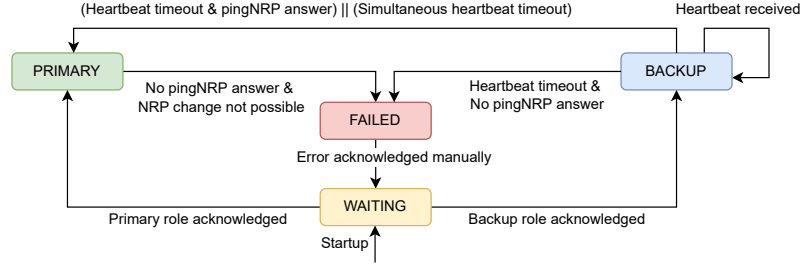 (Heartbeat timeout & pingNRP answer) || (Simultaneous heartbeat timeout)
Heartbeat received
PRIMARY
BACKUP
No pingNRP answer &
NRP change not possible
Heartbeat timeout &
No pingNRP answer
FAILED
Error acknowledged manually
WAITING
Primary role acknowledged
Backup role acknowledged
Startup